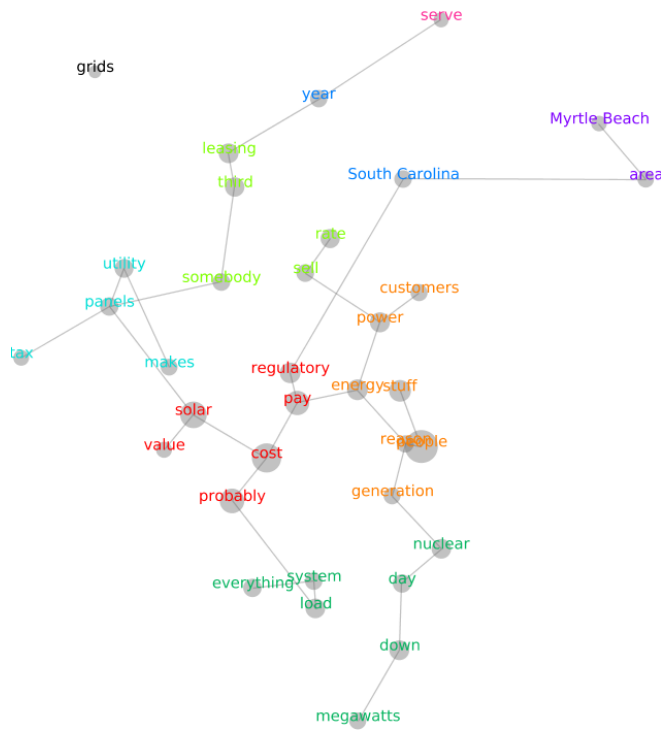 serve
grids
year
Myrtle Beach
leasing
South Carolina
area
third
rate
utility
sell
somebody
customers
panels
power
tax
makes
regulatory
energy
stuff
pay
solar
value
reason
people
cost
generation
probably
nuclear
everything
system
day
load
down
megawatts